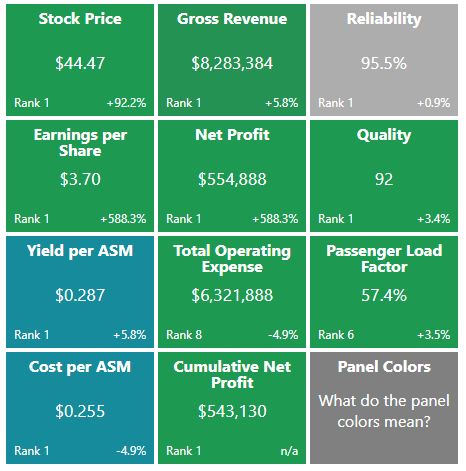 Stock Price
$44.47
Rank 1 +92.2%
Gross Revenue
$8,283,384
Rank 1 +5.8%
Reliability
95.5%
Rank 1 +0.9%
Earnings per
Share
$3.70
Rank 1 +588.3%
Net Profit
$554,888
Rank 1 +588.3%
Quality
92
Rank 1 +3.4%
Yield per ASM
$0.287
Rank 1 +5.8%
Total Operating
Expense
$6,321,888
Rank 8 -4.9%
Passenger Load
Factor
57.4%
Rank 6 +3.5%
Cost per ASM
$0.255
Rank 1 -4.9%
Cumulative Net
Profit
$543,130
Rank 1 n/a
Panel Colors
What do the panel
colors mean?